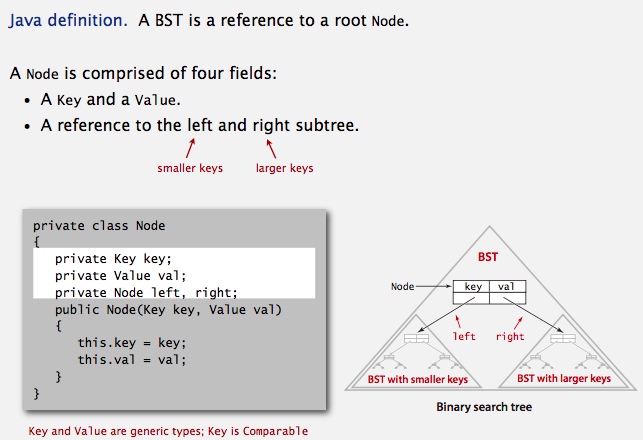 Java definition. A BST is a reference to a root Node.
A Node is comprised of four fields:
• A Key and a Value.
• A reference to the left and right subtree.
smaller keys
larger keys
private class Node
{
private Key key;
private Value val;
private Node left, right;
public Node(Key key, Value val)
{
this.key = key;
this.val = val;
}
}
Key and Value are generic types; Key is Comparable
BST
Node
key
val
left
right
BST with smaller keys
BST with larger keys
Binary search tree